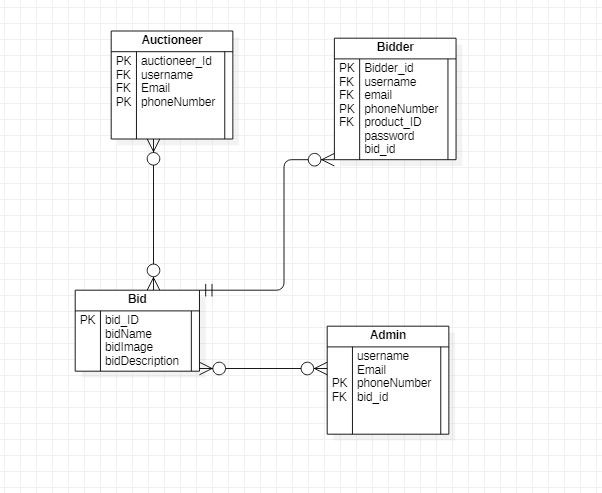 Auctioneer
PK auctioneer_Id
FK username
FK Email
PK phoneNumber
Bidder
PK Bidder_id
FK username
FK email
PK phoneNumber
FK product_ID
password
bid_id
Bid
PK bid_ID
bidName
bidImage
bidDescription
Admin
username
Email
PK phoneNumber
FK bid_id